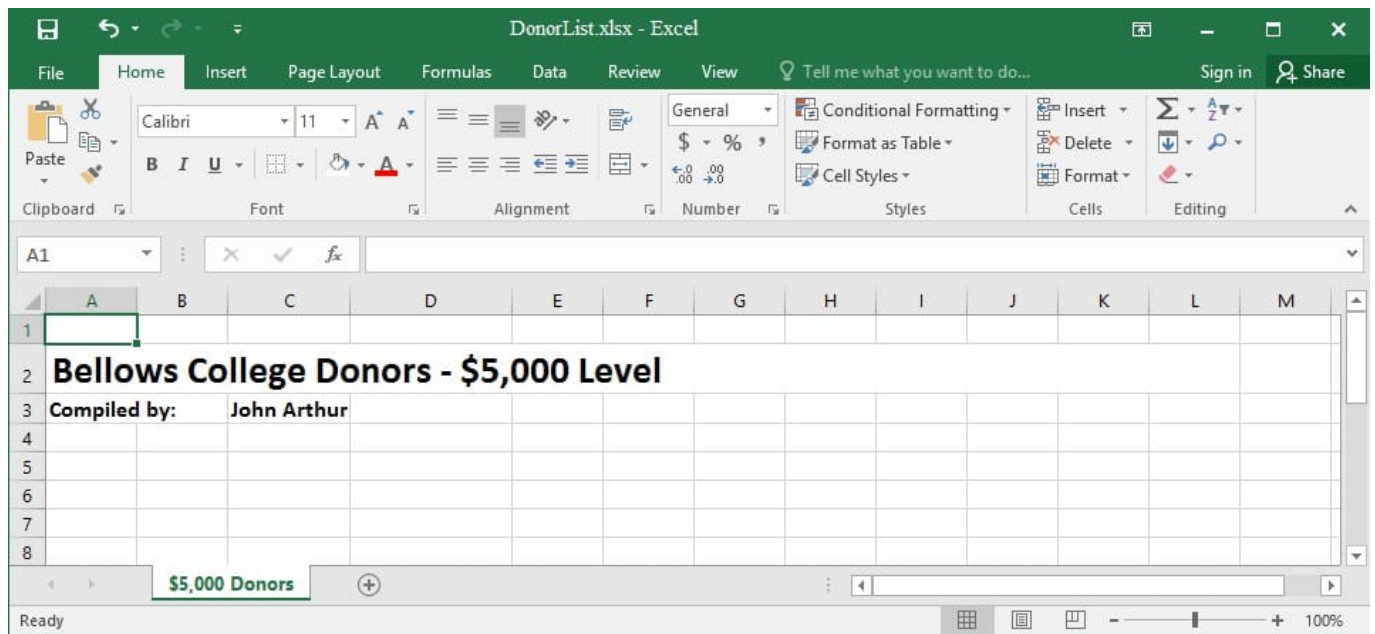 DonorList.xlsx - Excel
File Home Insert Page Layout Formulas Data Review View Tell me what you want to do... Sign in Share
Calibri 11 A A General Conditional Formatting Insert Σ
Paste $ % , Format as Table Delete
B I U A .00 .0 Cell Styles Format
Clipboard Font Alignment Number Styles Cells Editing
A1 fx
A B C D E F G H I J K L M
1
2 Bellows College Donors - $5,000 Level
3 Compiled by: John Arthur
4
5
6
7
8
$5,000 Donors
Ready 100%